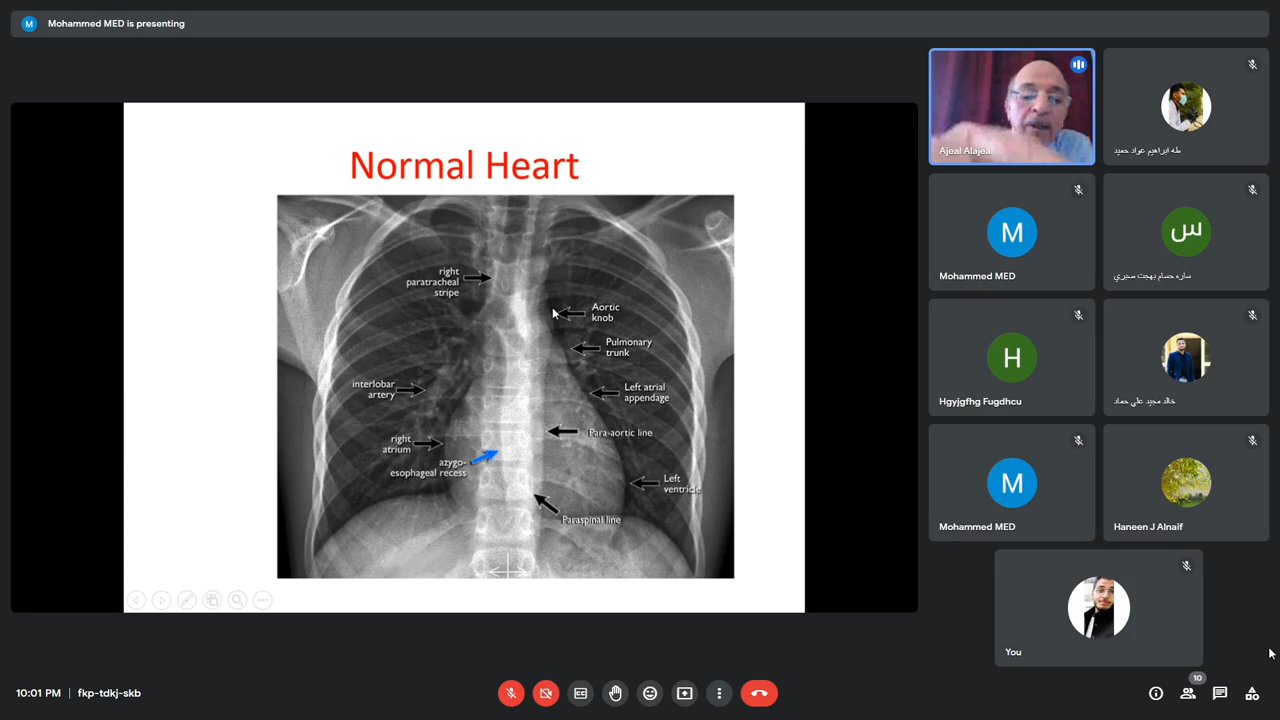 M
Mohammed MED is presenting
Normal Heart
right
paratracheal
stripe
Aortic
knob
Pulmonary
trunk
interlobar
artery
Left atrial
appendage
Para-aortic line
right
atrium
azygo-
esophageal recess
Left
ventricle
Paraspinal line
Ajeal Alajeal
طه ابراهيم عواد حميد
M
Mohammed MED
س
ساره حسام بهجت صبري
H
Hgyjgfhg Fugdhcu
خالد مجيد علي حماد
M
Mohammed MED
Haneen J Alnaif
You
10:01 PM | fkp-tdkj-skb
CC
10